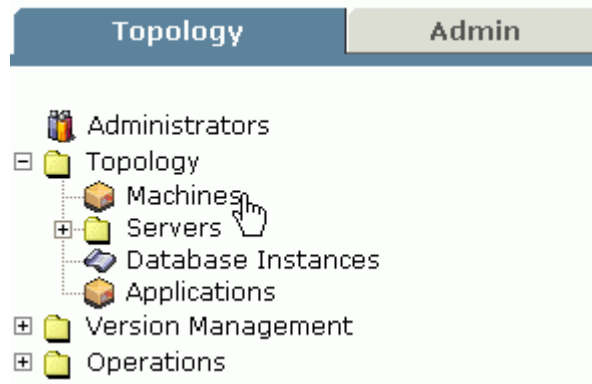 Topology Admin
Administrators
Topology
Machines
Servers
Database Instances
Applications
Version Management
Operations